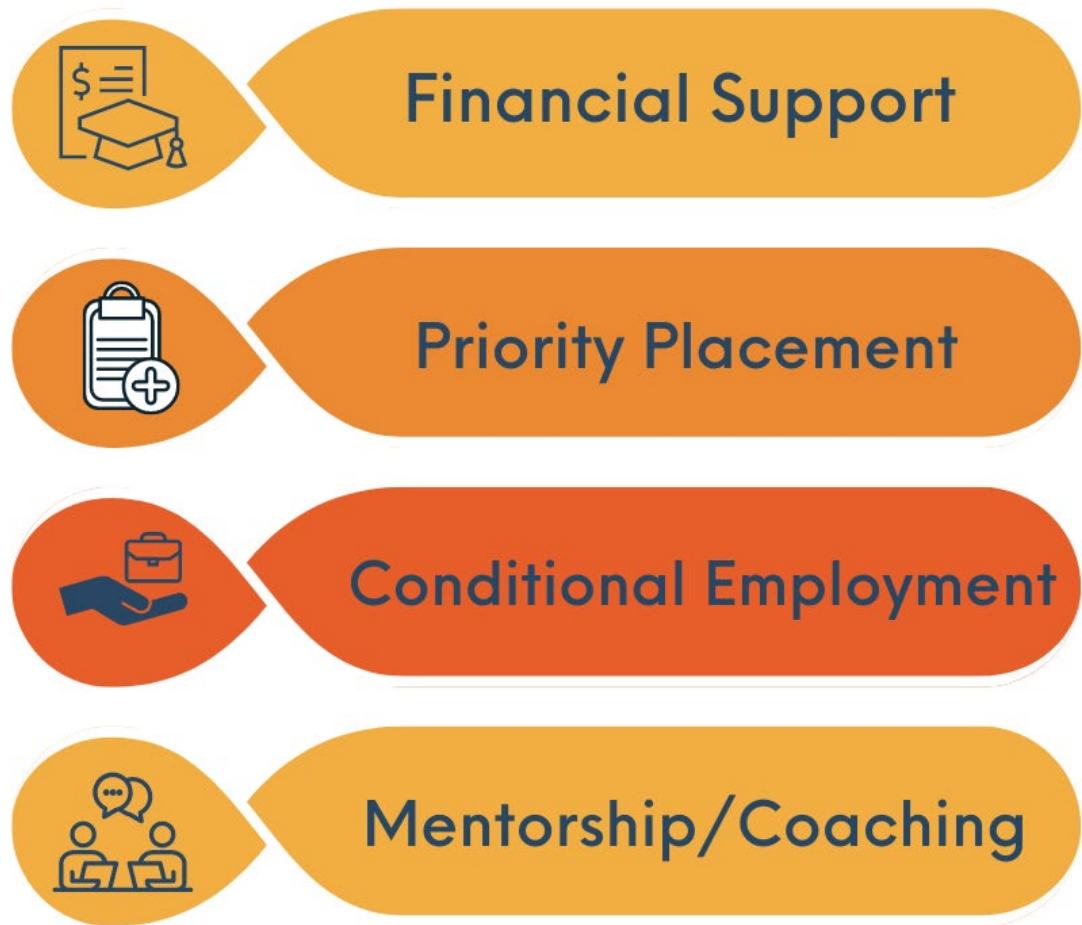 $
Financial Support
Priority Placement
Conditional Employment
Mentorship/Coaching